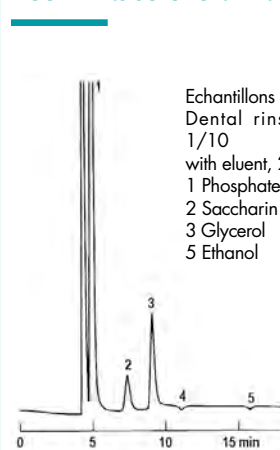 Echantillons
Dental rins
1/10
with eluent,
1 Phosphate
2 Saccharin
3 Glycerol
5 Ethanol
1
3
2
4
5
0 5 10 15 min